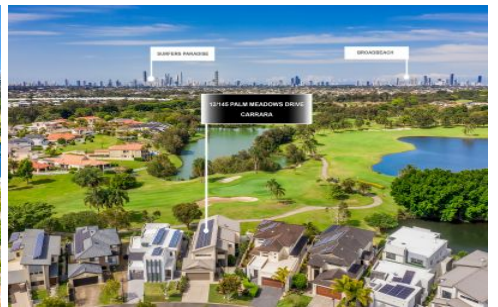 SURFERS PARADISE
BROADBEACH
12/145 PALM MEADOWS DRIVE
CARRARA